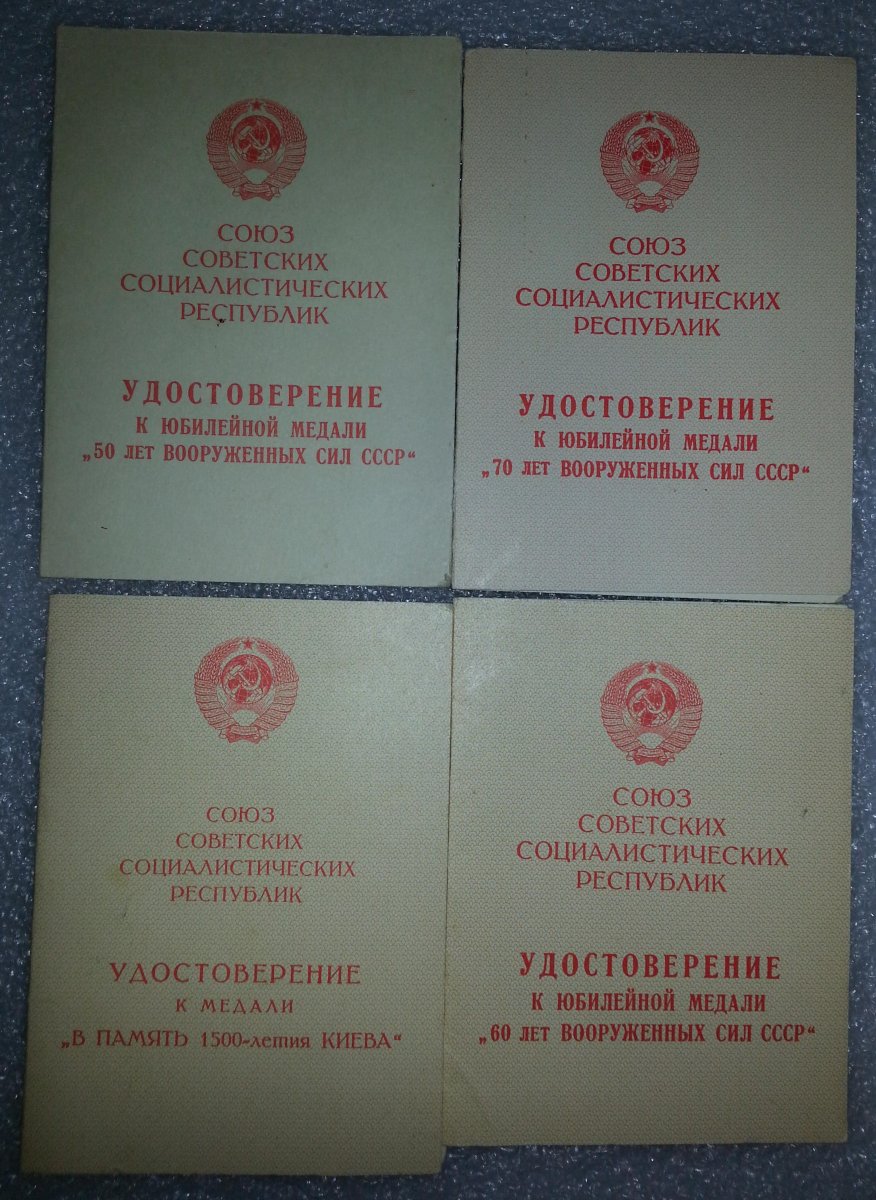 СОЮЗ
СОВЕТСКИХ
СОЦИАЛИСТИЧЕСКИХ
РЕСПУБЛИК
УДОСТОВЕРЕНИЕ
К ЮБИЛЕЙНОЙ МЕДАЛИ
„50 лет ВООРУЖЕННЫХ СИЛ СССР“
СОЮЗ
СОВЕТСКИХ
СОЦИАЛИСТИЧЕСКИХ
РЕСПУБЛИК
УДОСТОВЕРЕНИЕ
К ЮБИЛЕЙНОЙ МЕДАЛИ
„70 лет ВООРУЖЕННЫХ СИЛ СССР“
СОЮЗ
СОВЕТСКИХ
СОЦИАЛИСТИЧЕСКИХ
РЕСПУБЛИК
УДОСТОВЕРЕНИЕ
К МЕДАЛИ
„В ПАМЯТЬ 1500-летия КИЕВА“
СОЮЗ
СОВЕТСКИХ
СОЦИАЛИСТИЧЕСКИХ
РЕСПУБЛИК
УДОСТОВЕРЕНИЕ
К ЮБИЛЕЙНОЙ МЕДАЛИ
„60 лет ВООРУЖЕННЫХ СИЛ СССР“